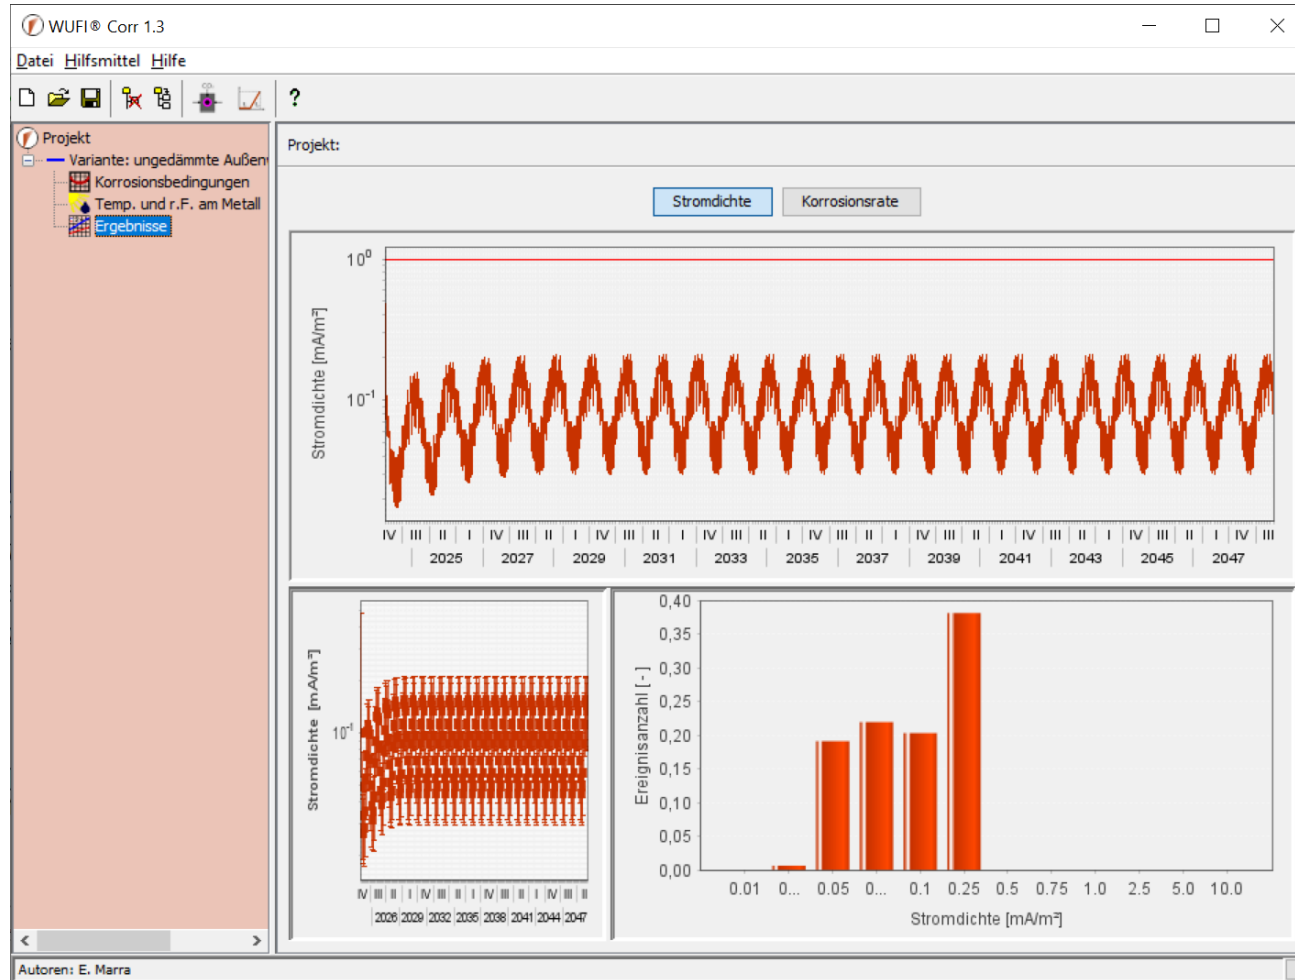 WUFI® Corr 1.3
Datei Hilfsmittel Hilfe
?
Projekt
Variante: ungedämmte Außen
Korrosionsbedingungen
Temp. und r.F. am Metall
Ergebnisse
Projekt:
Stromdichte Korrosionsrate
10⁰
10⁻¹
Stromdichte [mA/m²]
IV III II I IV III II I IV III II I IV III II I IV III II I IV III II I IV III
2025 2027 2029 2031 2033 2035 2037 2039 2041 2043 2045 2047
Stromdichte [mA/m²]
10⁻¹
IV III II I IV III II I IV III II I IV III II
2026 2029 2032 2035 2038 2041 2044 2047
0,40
0,35
0,30
0,25
0,20
0,15
0,10
0,05
0,00
Ereignisanzahl [ - ]
0.01 0... 0.05 0... 0.1 0.25 0.5 0.75 1.0 2.5 5.0 10.0
Stromdichte [mA/m²]
Autoren: E. Marra